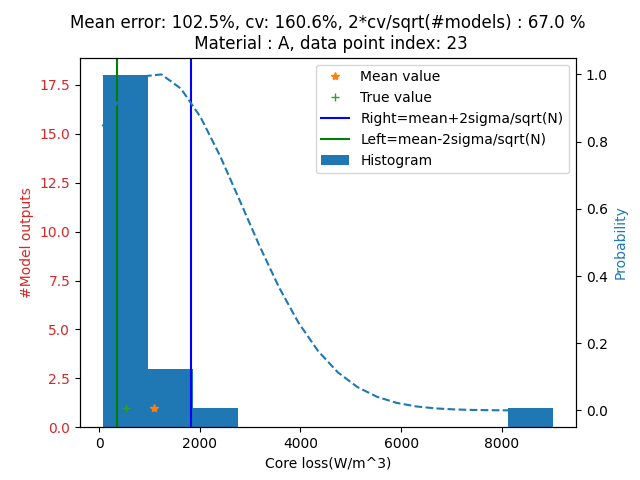 Mean error: 102.5%, cv: 160.6%, 2*cv/sqrt(#models) : 67.0 %
Material : A, data point index: 23
Mean value
True value
Right=mean+2sigma/sqrt(N)
Left=mean-2sigma/sqrt(N)
Histogram
#Model outputs
17.5
15.0
12.5
10.0
7.5
5.0
2.5
0.0
1.0
0.8
0.6
0.4
0.2
0.0
Probability
0
2000
4000
6000
8000
Core loss(W/m^3)